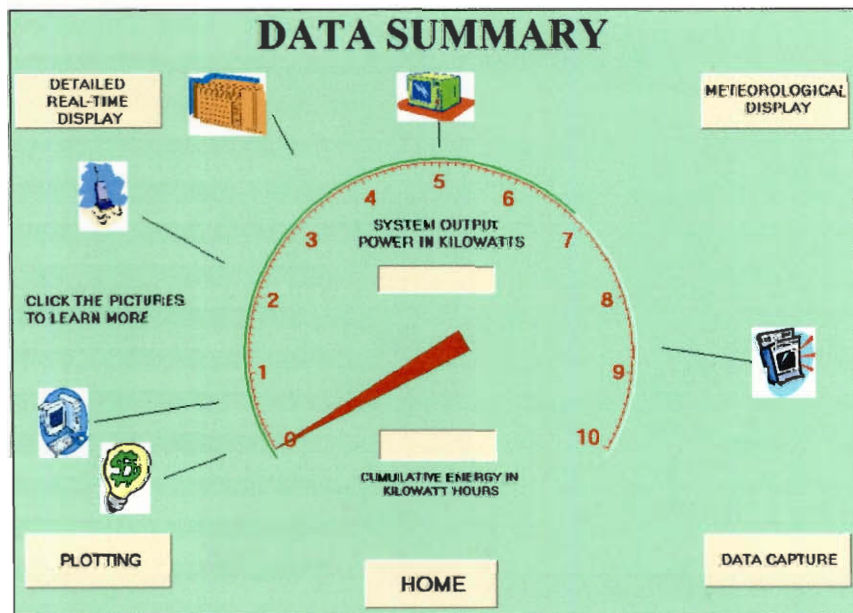 DATA SUMMARY
DETAILED
REAL-TIME
DISPLAY
METEOROLOGICAL
DISPLAY
SYSTEM OUTPUT
POWER IN KILOWATTS
CLICK THE PICTURES
TO LEARN MORE
0
1
2
3
4
5
6
7
8
9
10
$
CUMULATIVE ENERGY IN
KILOWATT HOURS
PLOTTING
HOME
DATA CAPTURE